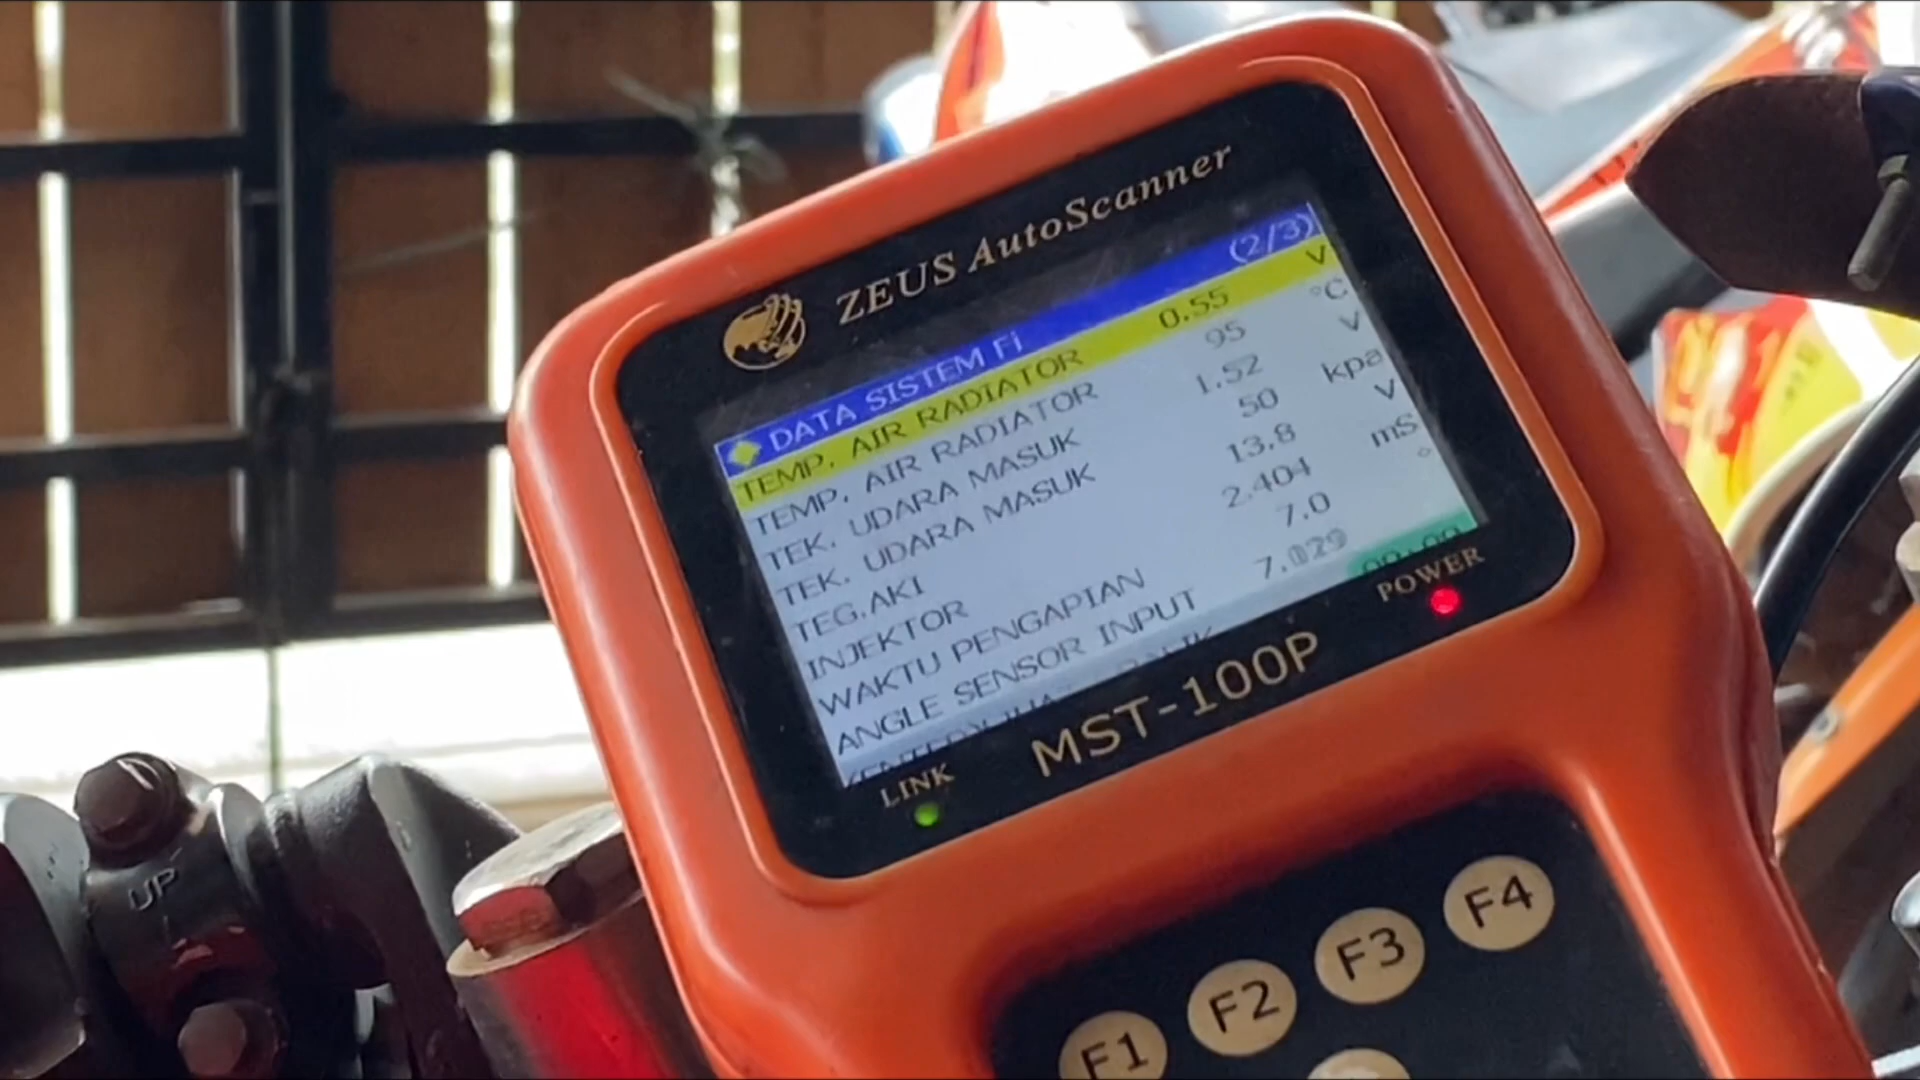 ZEUS AutoScanner
DATA SISTEM Fi (2/3)
TEMP. AIR RADIATOR 0.55 V
TEMP. AIR RADIATOR 95 °C
TEK. UDARA MASUK 1.52 V
TEK. UDARA MASUK 50 kpa
TEG.AKI 13.8 V
INJEKTOR 2.404 mS
WAKTU PENGAPIAN 7.0 °
ANGLE SENSOR INPUT
00:00
LINK
MST-100P
POWER
UP
F1
F2
F3
F4